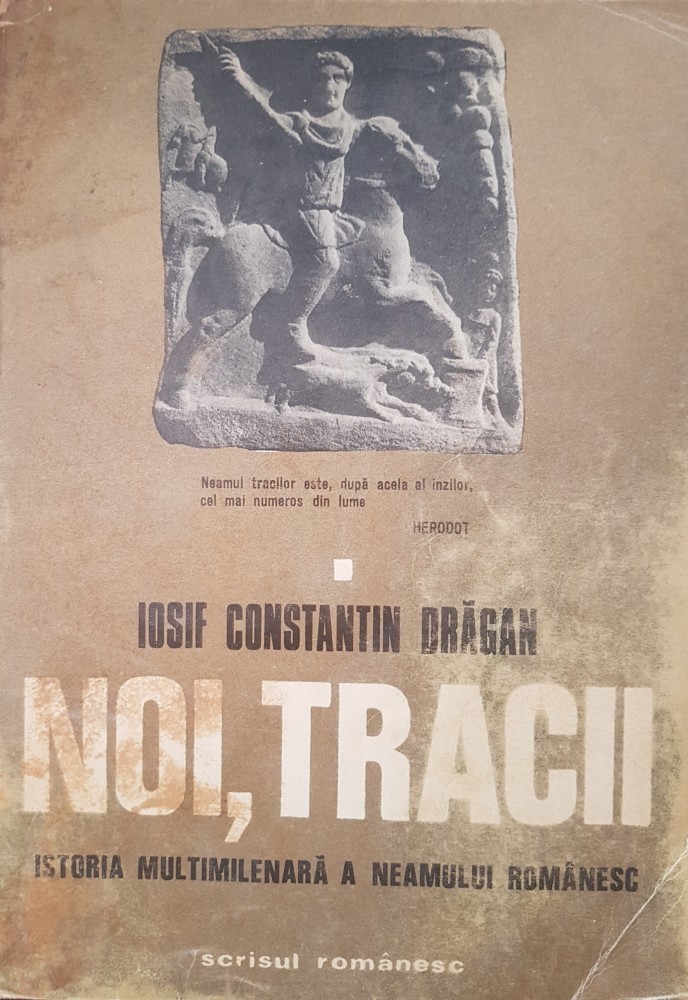 Neamul tracilor este, după acela al inzilor,
cel mai numeros din lume
HERODOT
IOSIF CONSTANTIN DRĂGAN
NOI, TRACII
ISTORIA MULTIMILENARĂ A NEAMULUI ROMÂNESC
scrisul românesc